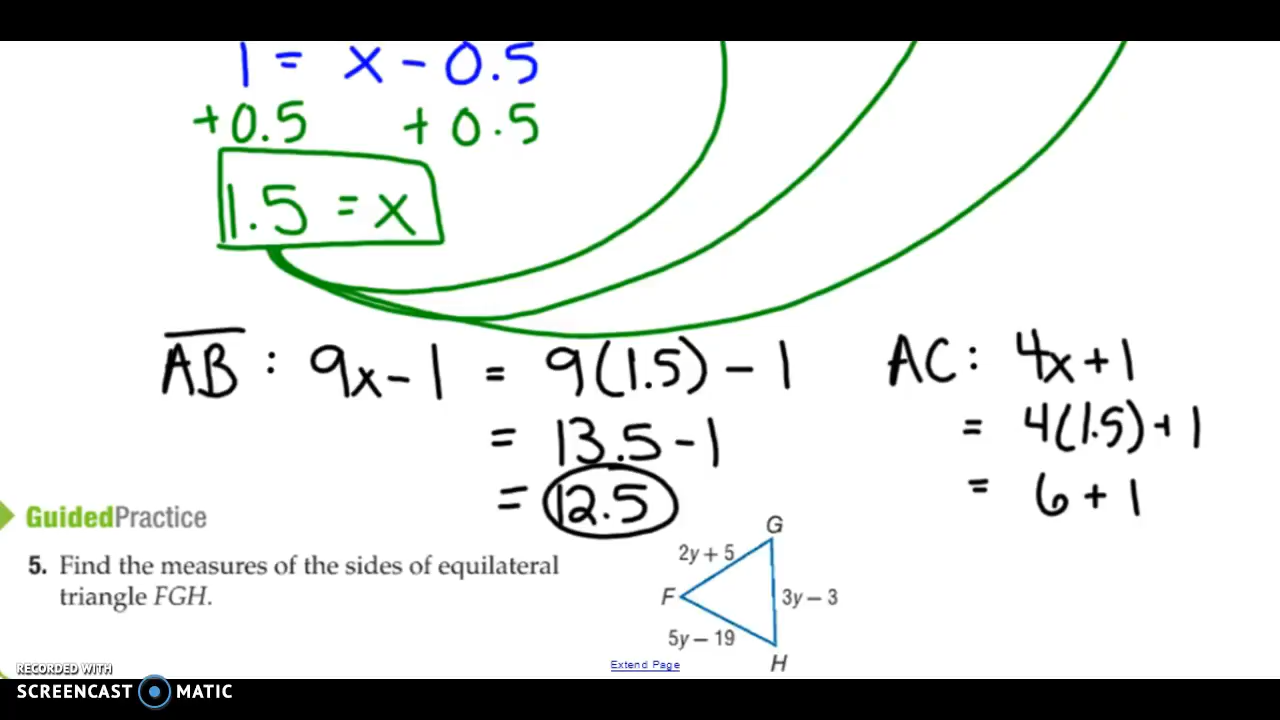 1 = x - 0.5
+0.5 +0.5
1.5 = x
AB : 9x - 1 = 9(1.5) - 1
= 13.5 - 1
= 12.5
AC : 4x + 1
= 4(1.5) + 1
= 6 + 1
GuidedPractice
5. Find the measures of the sides of equilateral
triangle FGH.
G
2y + 5
F
3y – 3
5y – 19
H
Extend Page
RECORDED WITH
SCREENCAST MATIC